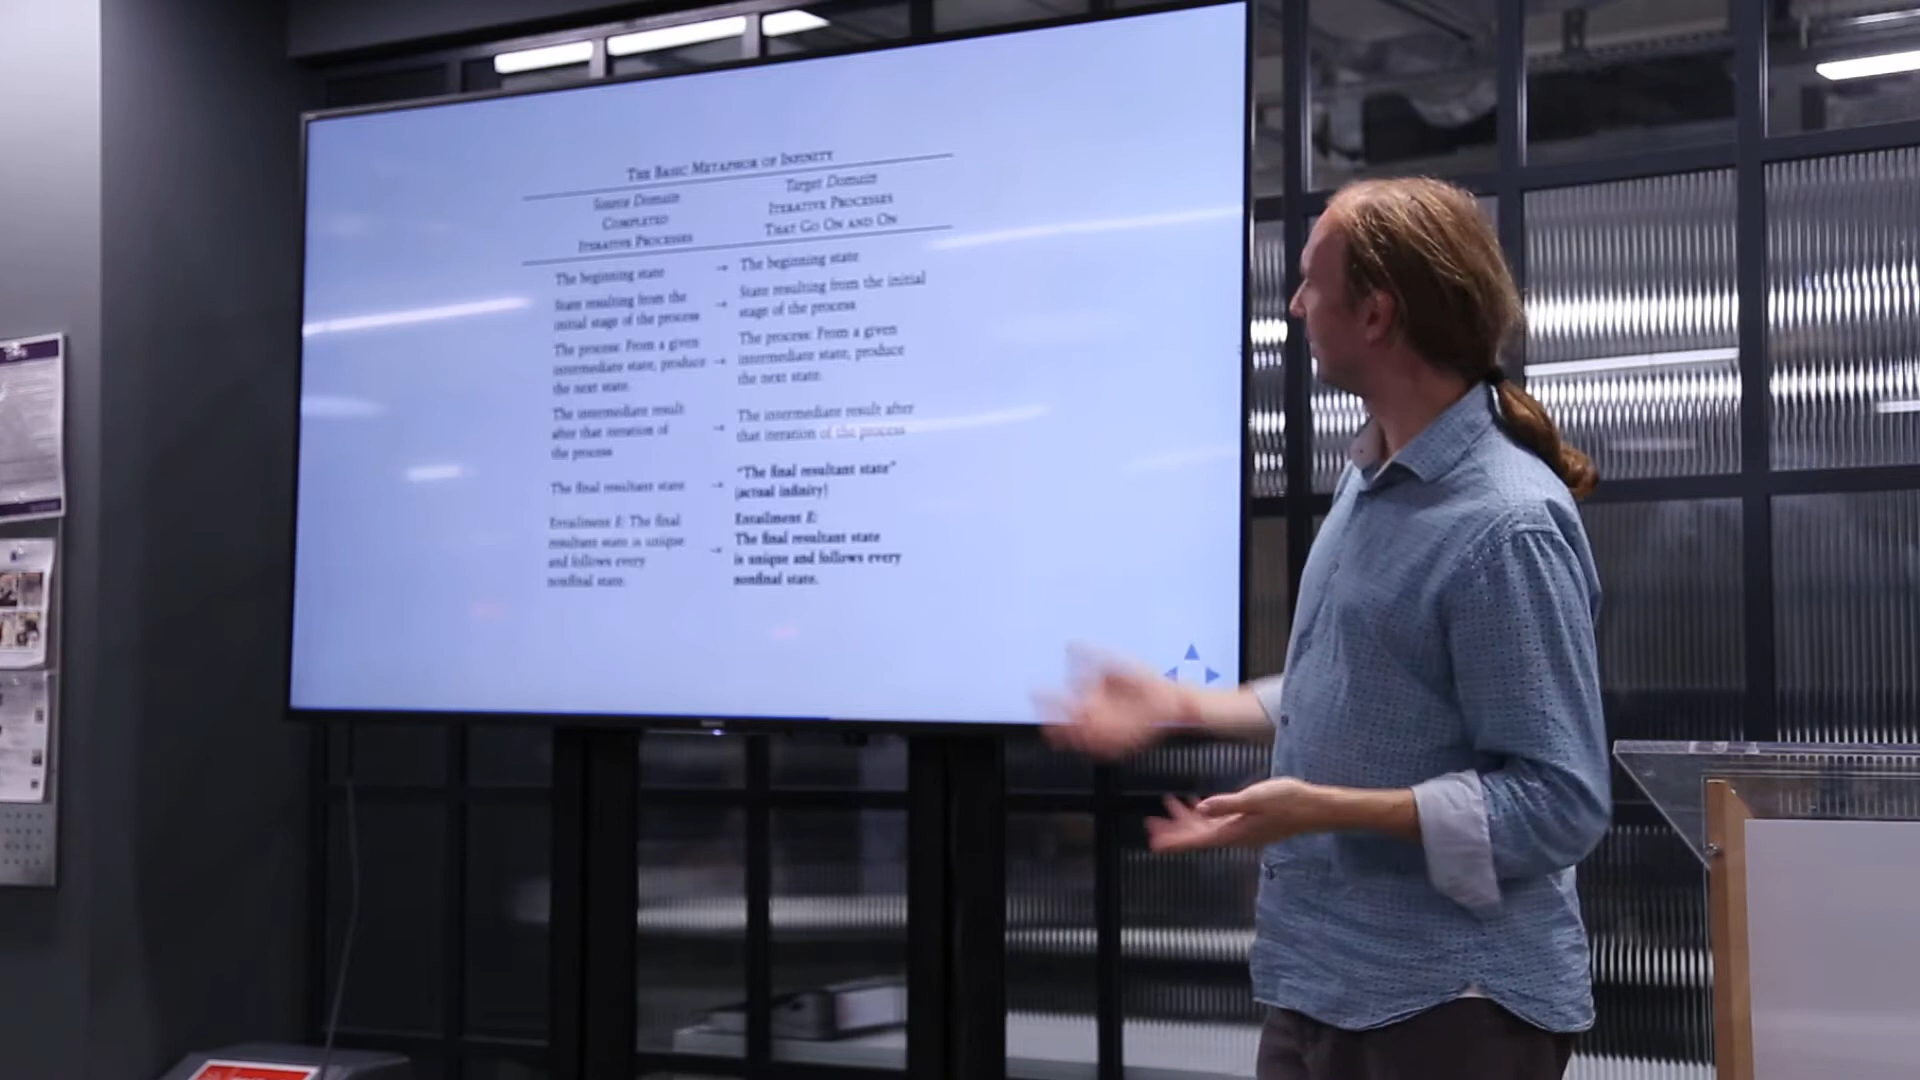 THE BASIC METAPHOR OF INFINITY
Source Domain
COMPLETED
ITERATIVE PROCESSES
Target Domain
ITERATIVE PROCESSES
THAT GO ON AND ON
The beginning state → The beginning state
State resulting from the
initial stage of the process
→
State resulting from the initial
stage of the process
The process: From a given
intermediate state, produce
the next state.
→
The process: From a given
intermediate state, produce
the next state.
The intermediate result
after that iteration of
the process
→
The intermediate result after
that iteration of the process
The final resultant state
→
"The final resultant state"
(actual infinity)
Entailment E: The final
resultant state is unique
and follows every
nonfinal state.
→
Entailment E:
The final resultant state
is unique and follows every
nonfinal state.